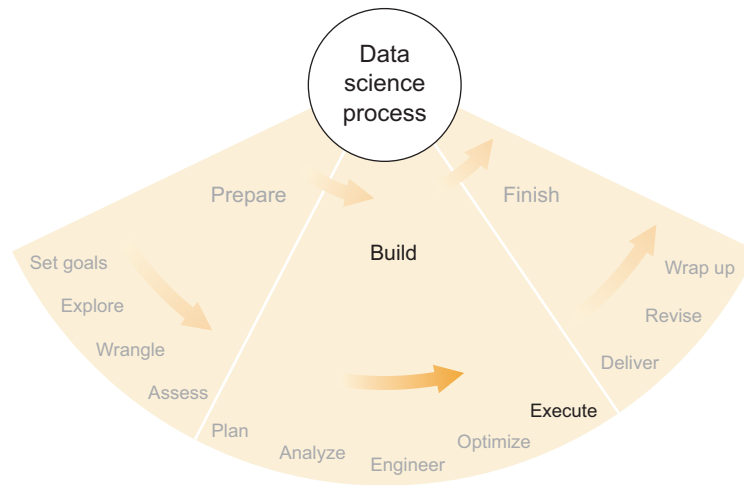 Data
science
process
Prepare
Finish
Build
Set goals
Explore
Wrangle
Assess
Plan
Analyze
Engineer
Optimize
Execute
Deliver
Revise
Wrap up